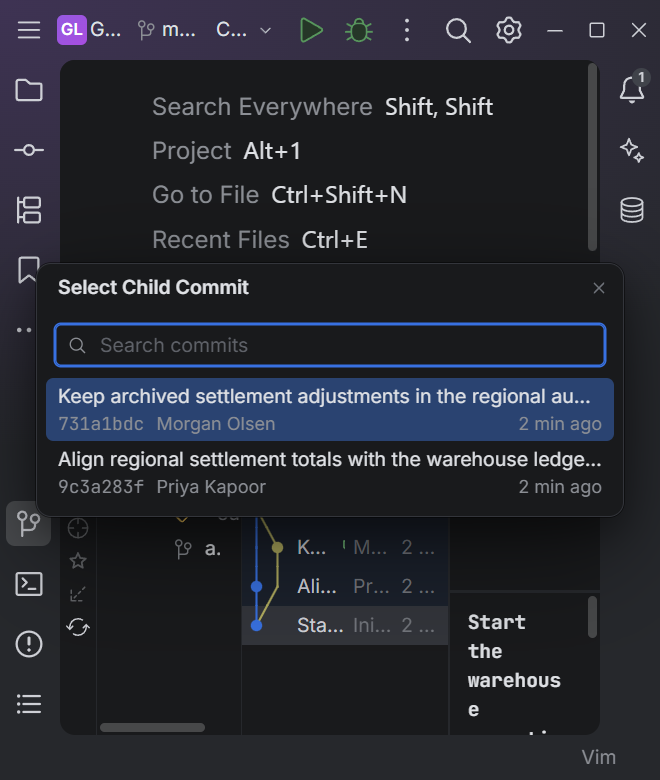 GL G... m... C...
1
Search Everywhere Shift, Shift
Project Alt+1
Go to File Ctrl+Shift+N
Recent Files Ctrl+E
Select Child Commit
Search commits
Keep archived settlement adjustments in the regional au...
731a1bdc Morgan Olsen 2 min ago
Align regional settlement totals with the warehouse ledge...
9c3a283f Priya Kapoor 2 min ago
a. K... M... 2 ...
Ali... Pr... 2 ...
Sta... Ini... 2 ...
Start
the
warehous
e
Vim